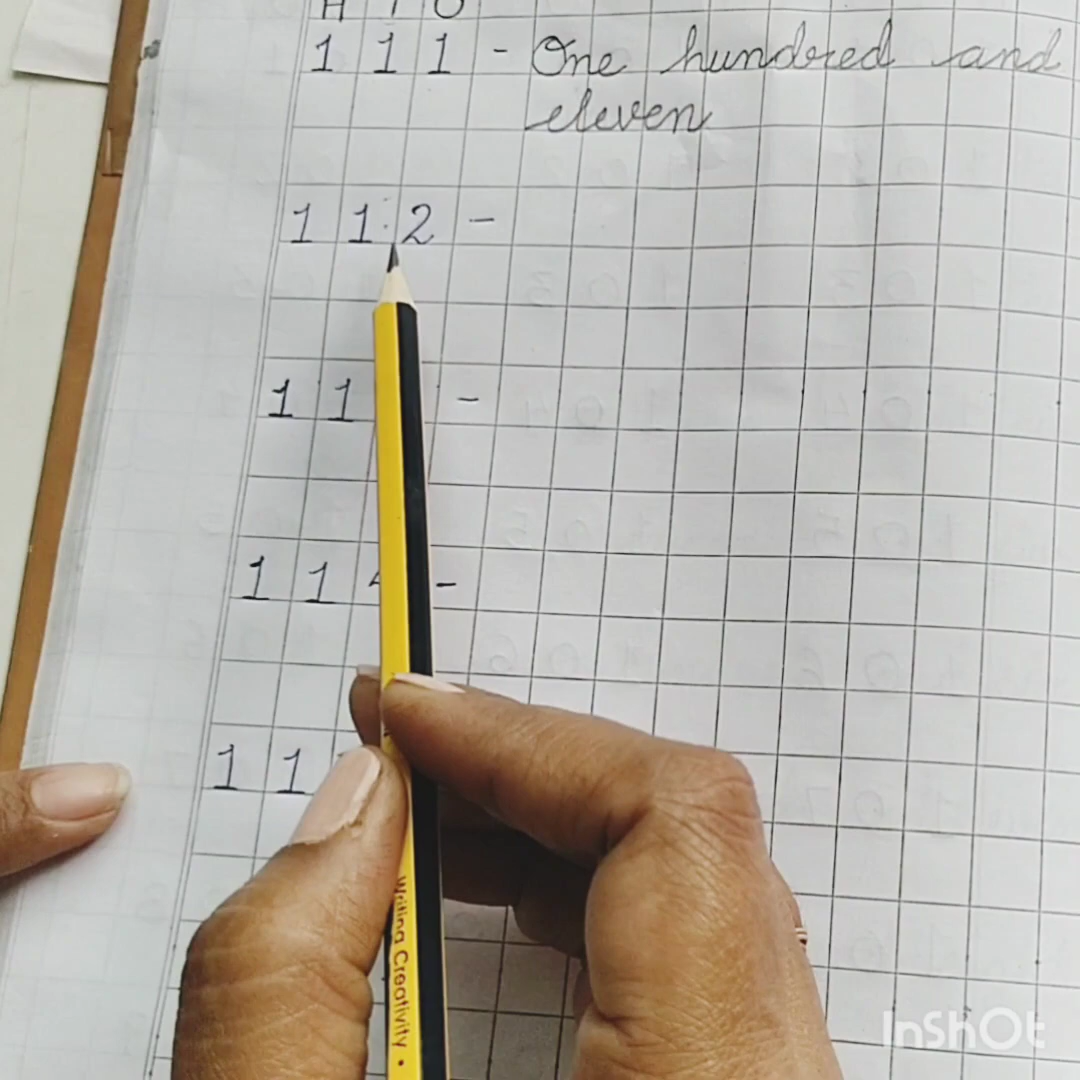 H T O
1 1 1 - One hundred and
eleven
1 1 2 -
1 1 -
1 1 4 -
1 1
Writing Creativity •
InShOt